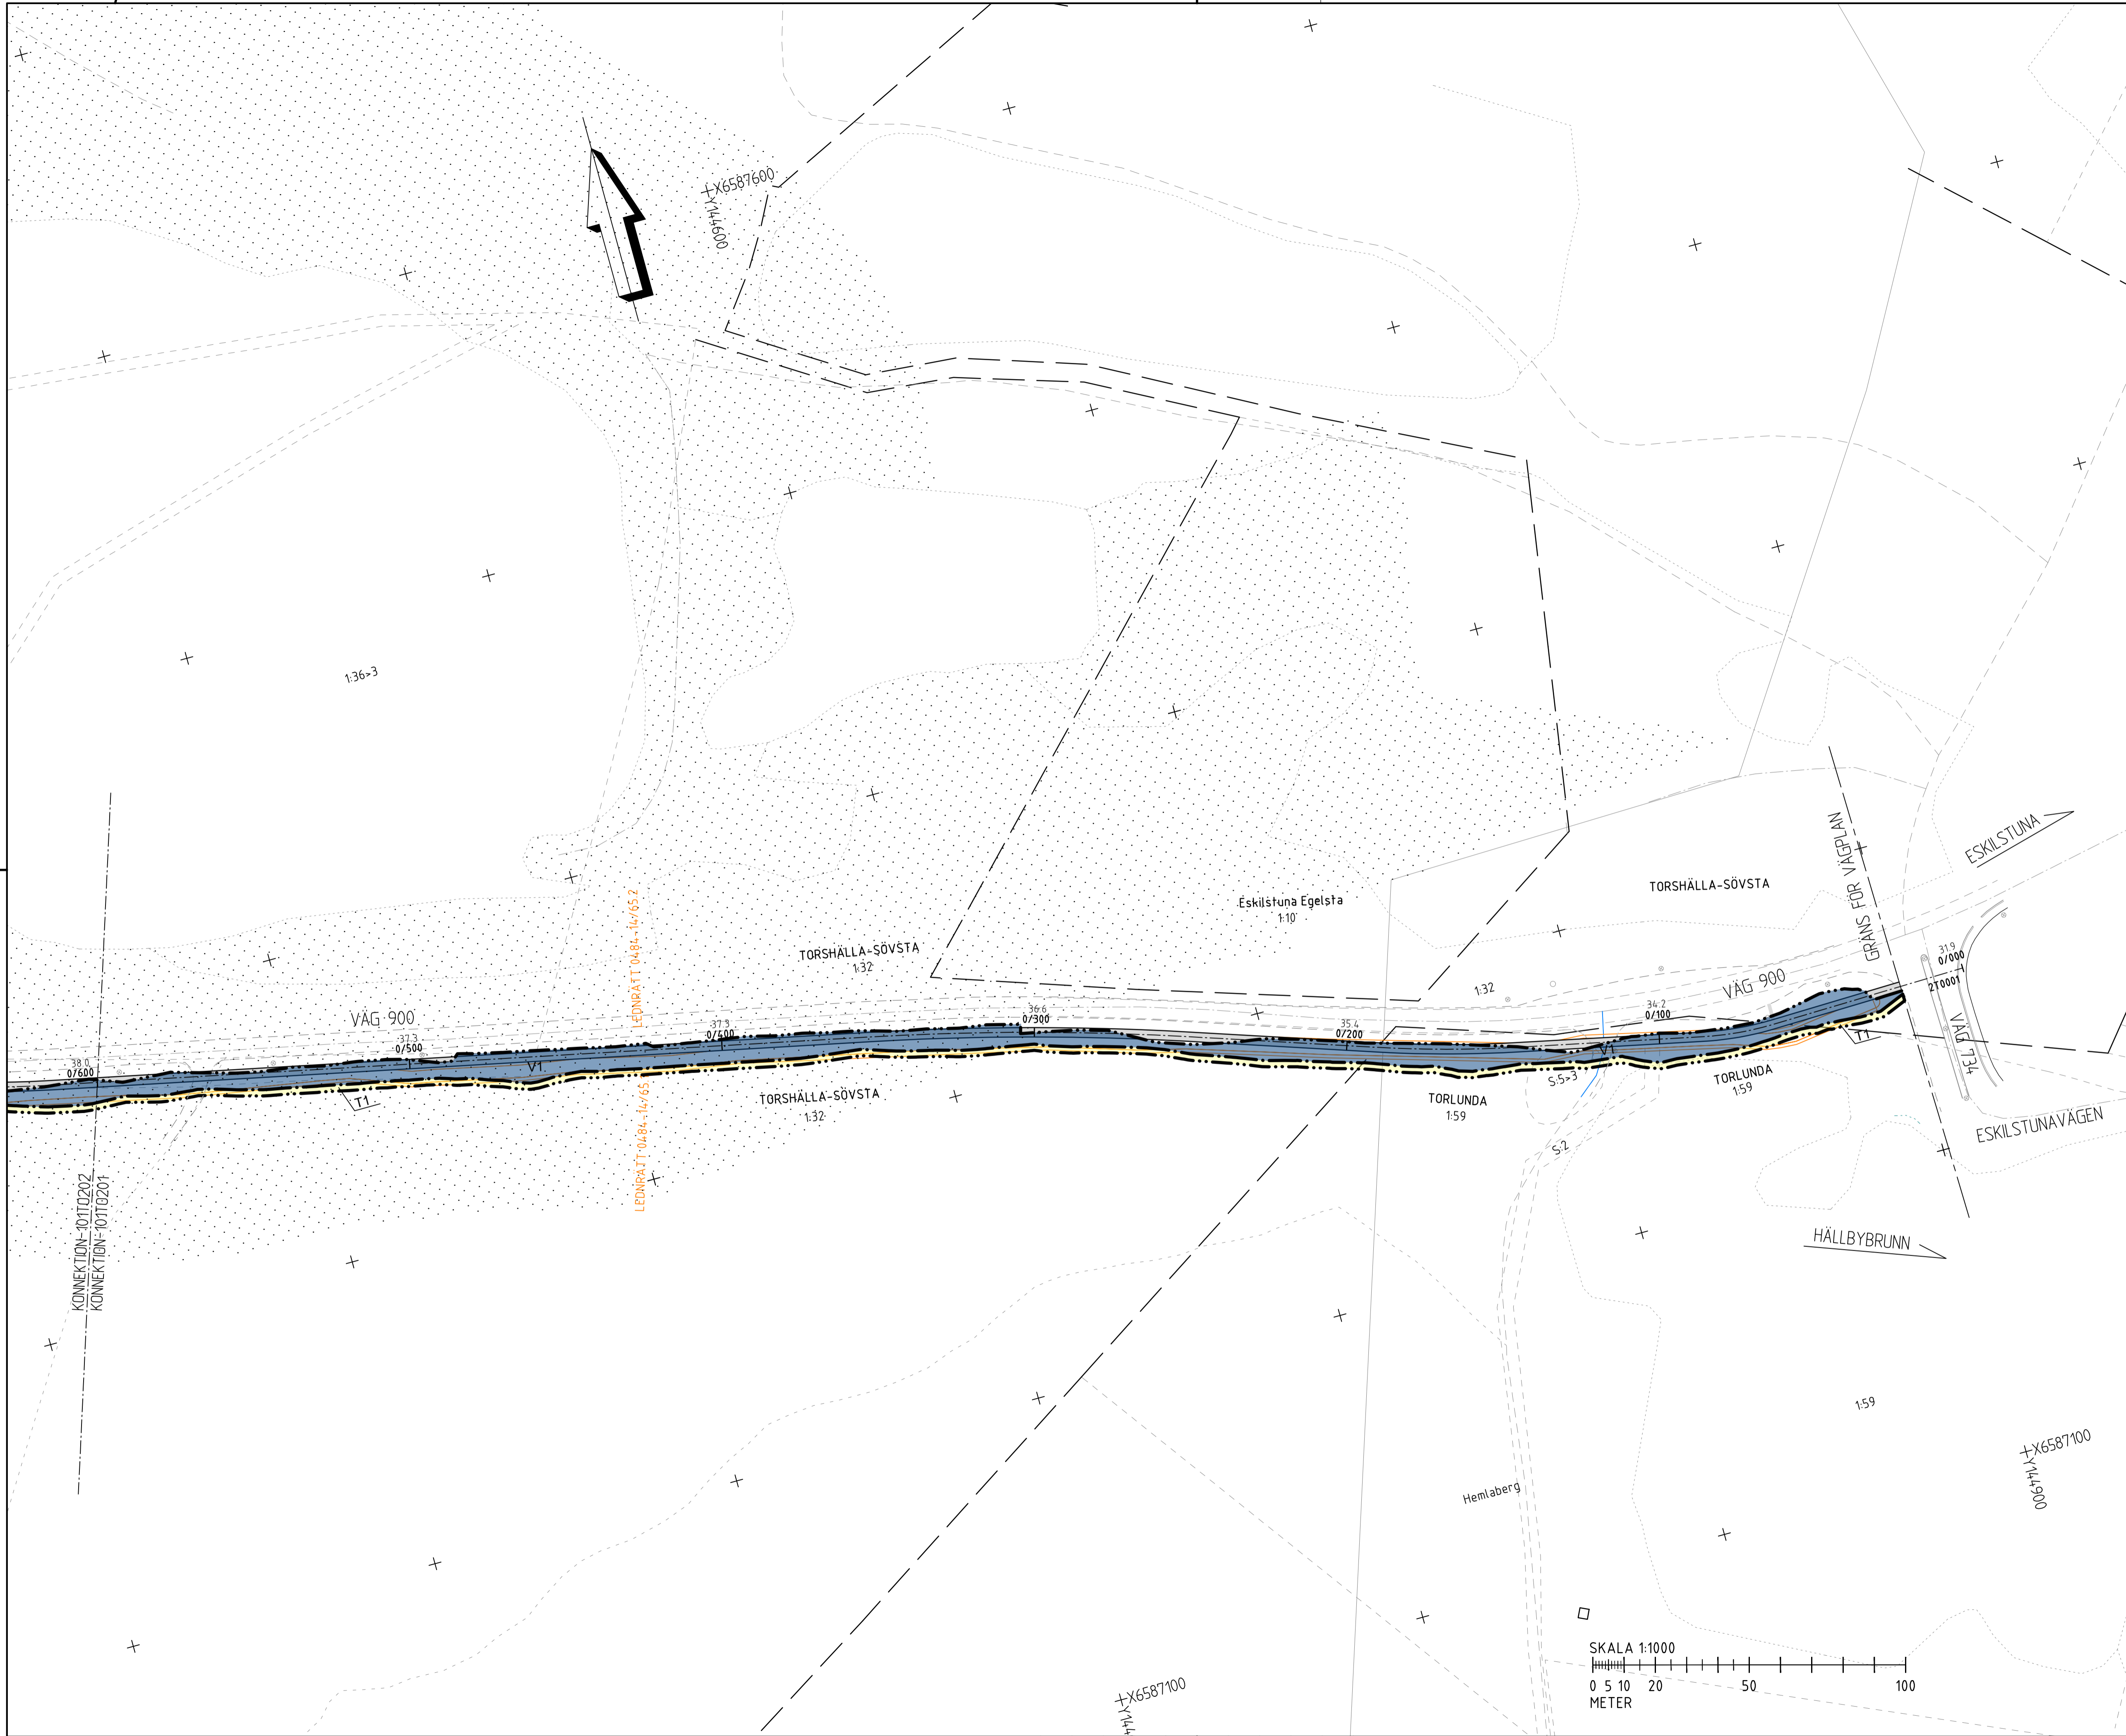 X6587600
Y144600
1:36>3
GRÄNS FÖR VÄGPLAN
ESKILSTUNA
TORSHÄLLA-SÖVSTA
Eskilstuna Egelsta
1:10
LEDNRÄTT 0484-14/65.2
TORSHÄLLA-SÖVSTA
1:32
31.9
0/000
2T0001
VÄG 900
1:32
34.2
0/100
36.6
0/300
VÄG 900
37.3
0/400
35.4
0/200
37.3
0/500
VÄG 734
38.0
0/600
V1
V1
T1
T1
S:5>3
TORLUNDA
1:59
TORSHÄLLA-SÖVSTA
1:32
TORLUNDA
1:59
LEDNRÄTT 0484-14/65.
ESKILSTUNAVÄGEN
S:2
KONNEKTION-101T0202
KONNEKTION-101T0201
HÄLLBYBRUNN
1:59
X6587100
Y144900
Hemlaberg
SKALA 1:1000
0 5 10 20 50 100
METER
X6587100
Y144